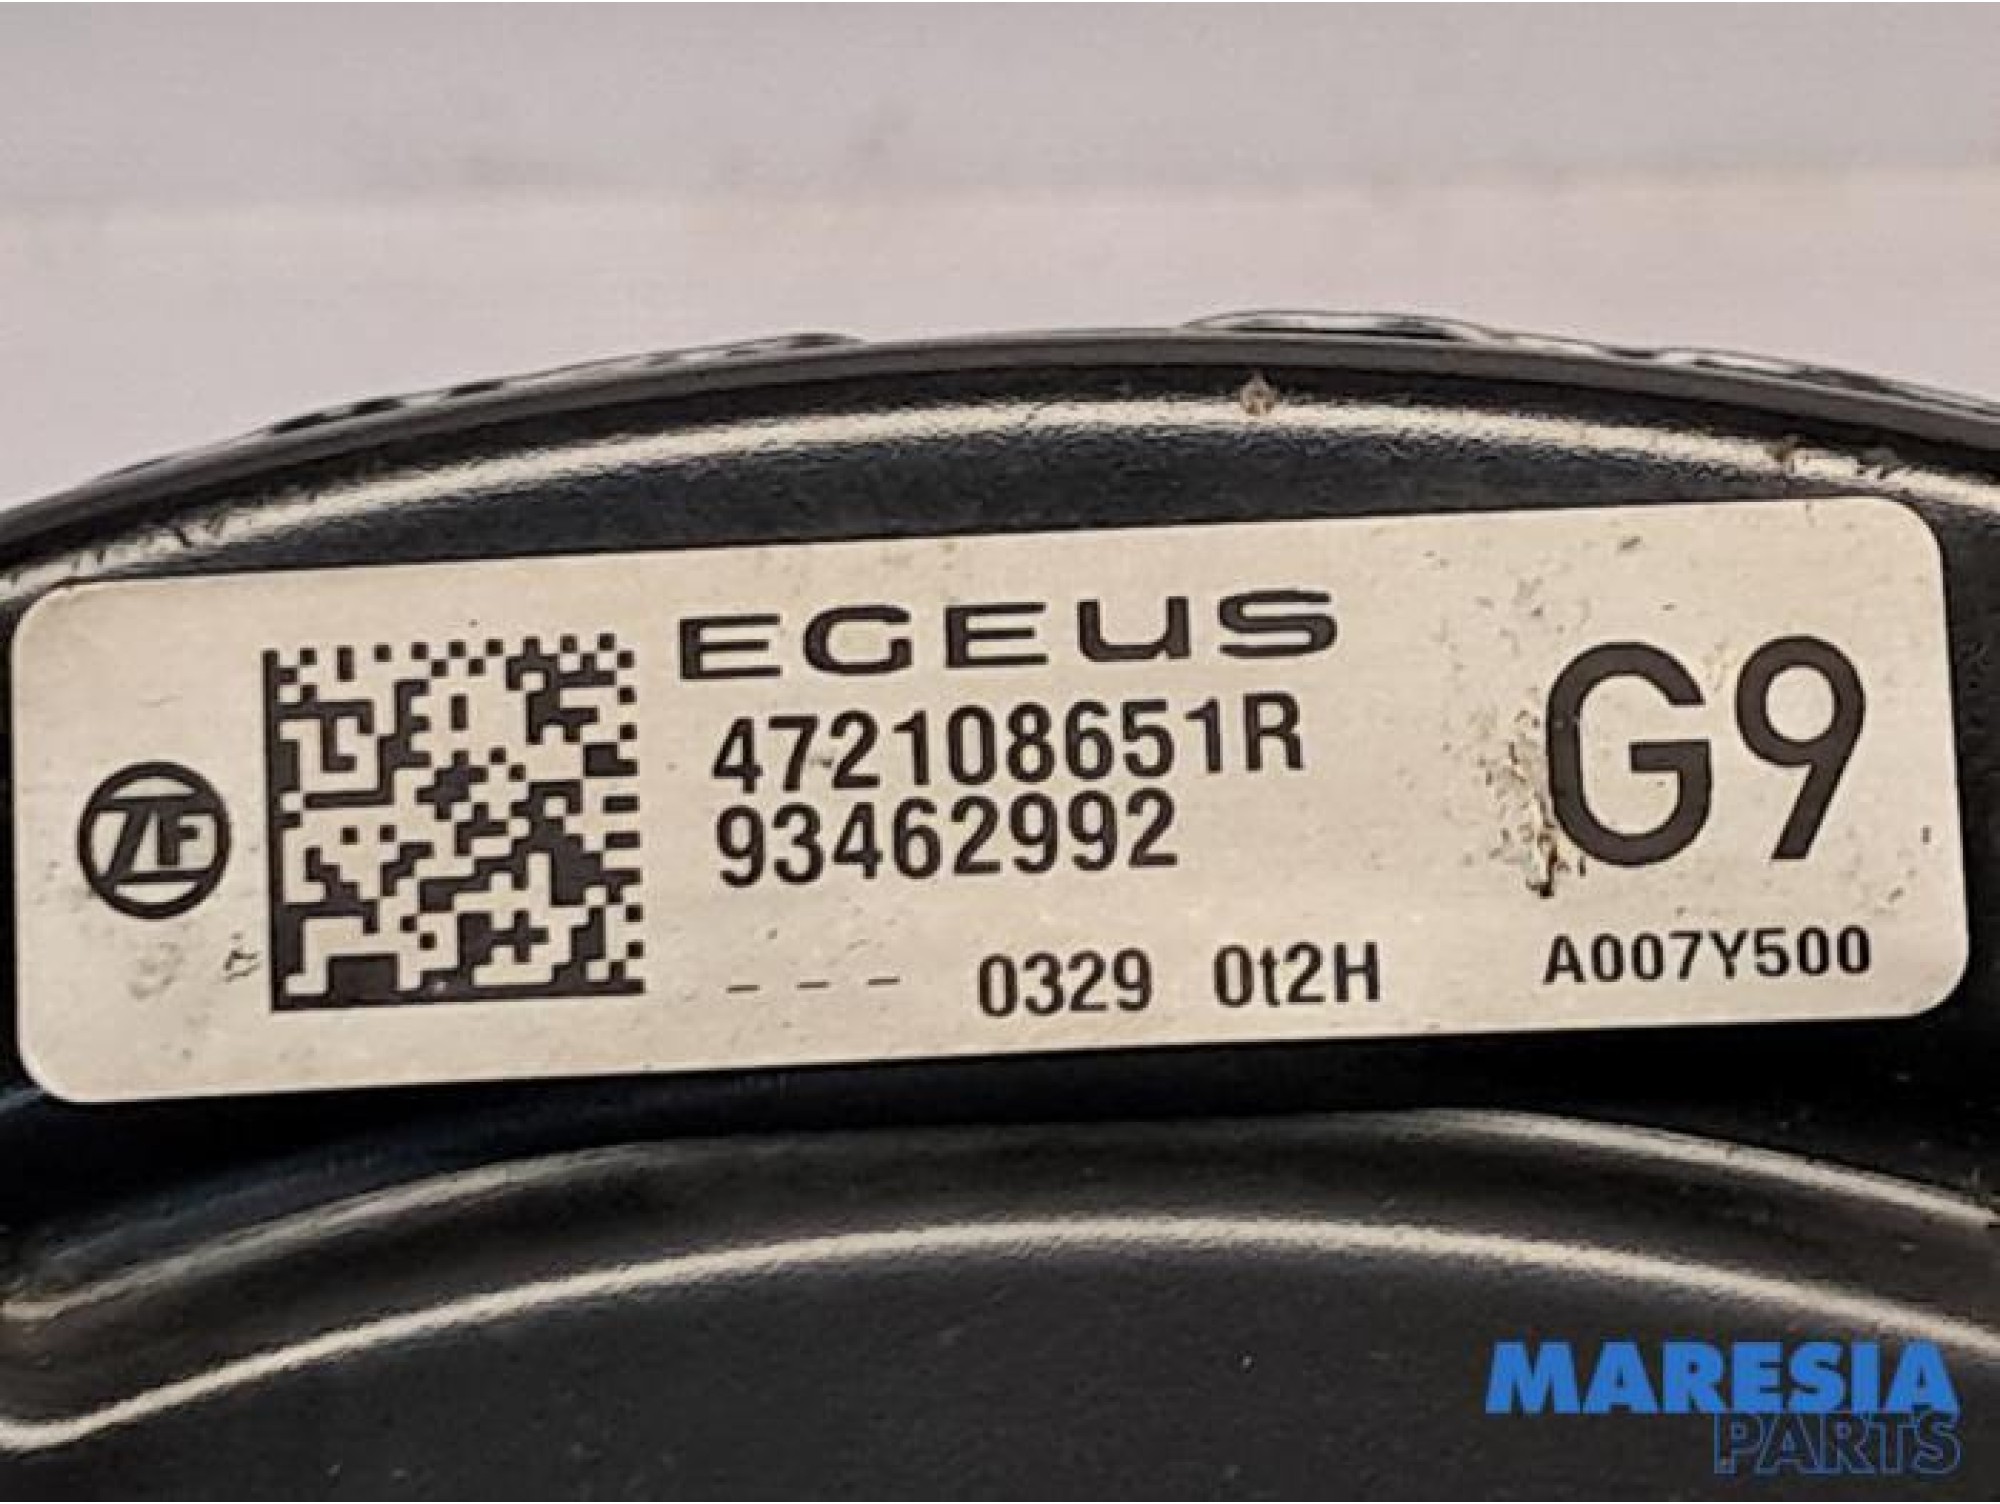 EGEUS
472108651R
93462992
--- 0329 0t2H
G9
A007Y500
ZF
MARESIA
PARTS